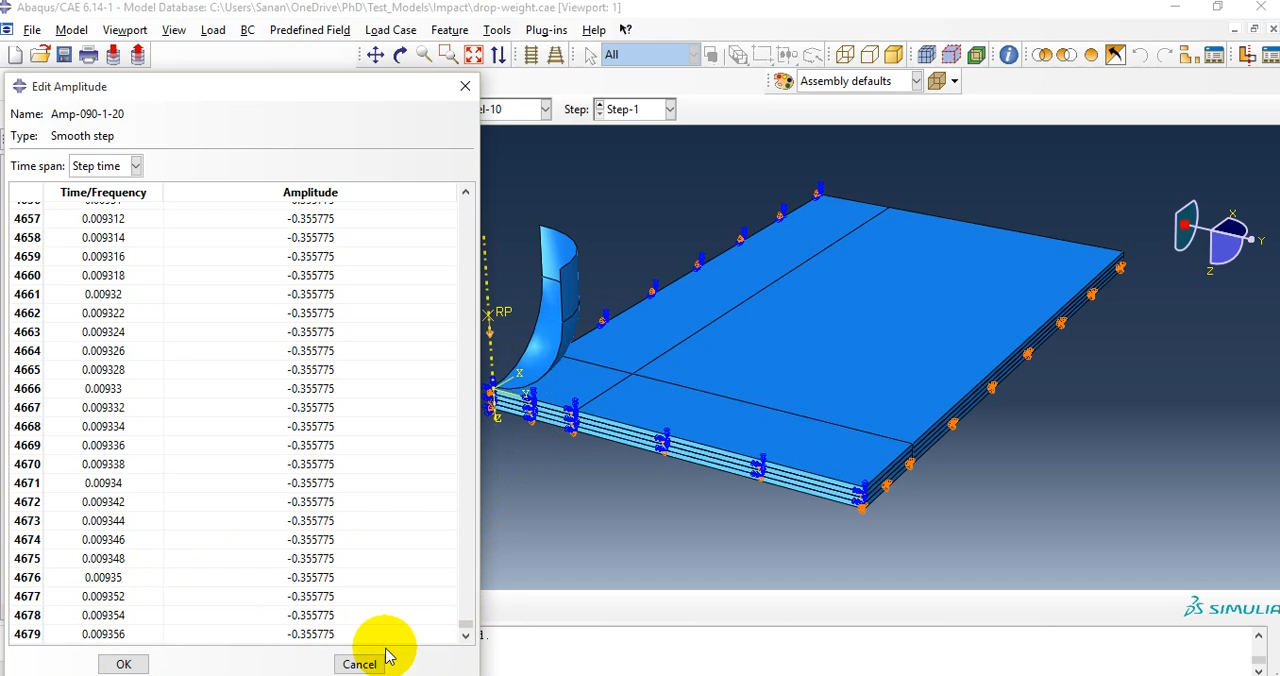 Abaqus/CAE 6.14-1 - Model Database: C:\Users\Sanan\OneDrive\PhD\Test_Models\Impact\drop-weight.cae [Viewport: 1]
File Model Viewport View Load BC Predefined Field Load Case Feature Tools Plug-ins Help
All
Assembly defaults
Edit Amplitude
el-10 Step: Step-1
Name: Amp-090-1-20
Type: Smooth step
Time span: Step time
Time/Frequency Amplitude
4657 0.009312 -0.355775
4658 0.009314 -0.355775
4659 0.009316 -0.355775
4660 0.009318 -0.355775
4661 0.00932 -0.355775
4662 0.009322 -0.355775
4663 0.009324 -0.355775
4664 0.009326 -0.355775
4665 0.009328 -0.355775
4666 0.00933 -0.355775
4667 0.009332 -0.355775
4668 0.009334 -0.355775
4669 0.009336 -0.355775
4670 0.009338 -0.355775
4671 0.00934 -0.355775
4672 0.009342 -0.355775
4673 0.009344 -0.355775
4674 0.009346 -0.355775
4675 0.009348 -0.355775
4676 0.00935 -0.355775
4677 0.009352 -0.355775
4678 0.009354 -0.355775
4679 0.009356 -0.355775
OK Cancel
RP
X
Y
Z
X
Y
Z
SIMULIA